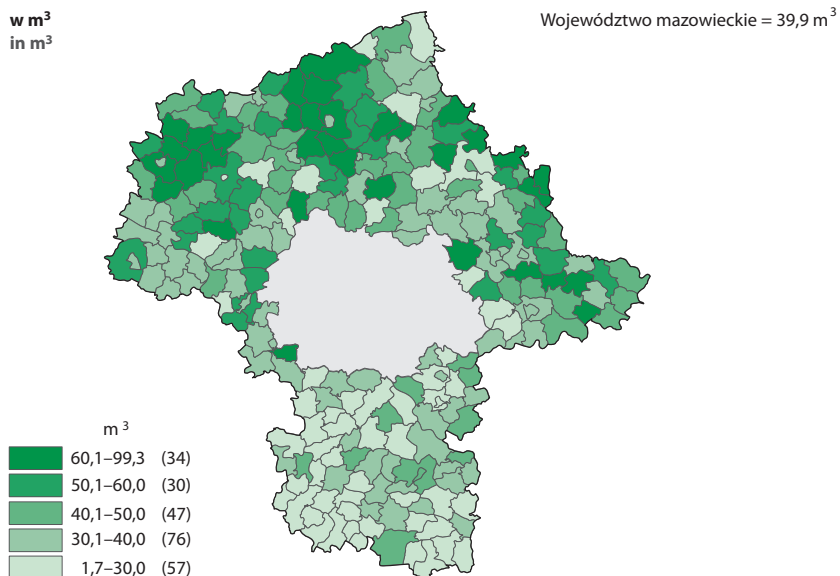 w m³
in m³
Województwo mazowieckie = 39,9 m³
m³
60,1–99,3 (34)
50,1–60,0 (30)
40,1–50,0 (47)
30,1–40,0 (76)
1,7–30,0 (57)